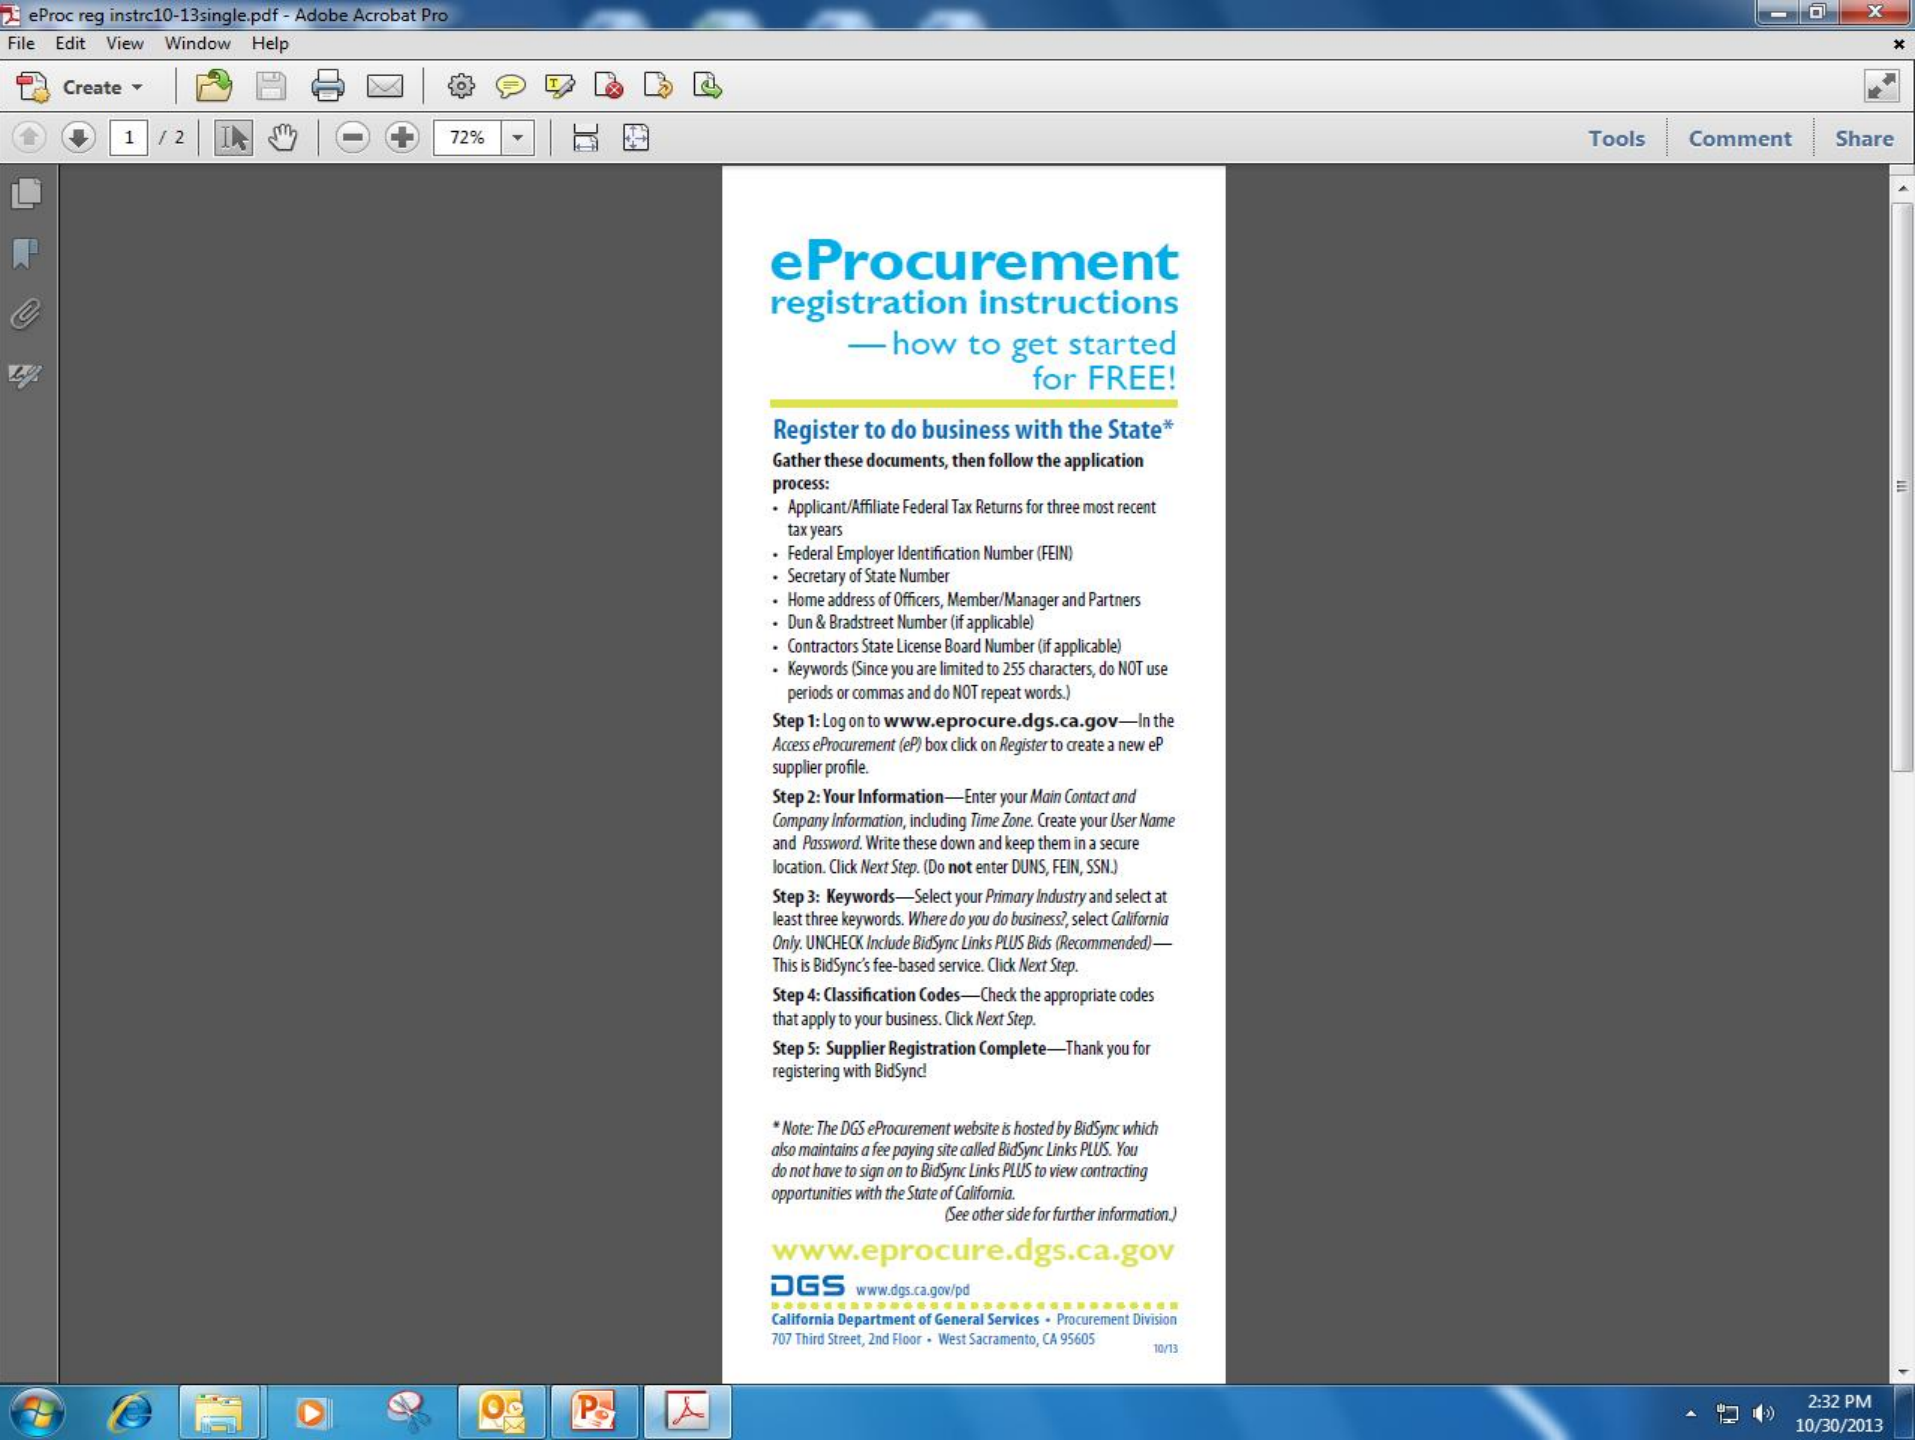 eProc reg instrc10-13single.pdf - Adobe Acrobat Pro
File Edit View Window Help
Create
1 / 2 72% Tools Comment Share
eProcurement
registration instructions
—how to get started
for FREE!
Register to do business with the State*
Gather these documents, then follow the application
process:
• Applicant/Affiliate Federal Tax Returns for three most recent
tax years
• Federal Employer Identification Number (FEIN)
• Secretary of State Number
• Home address of Officers, Member/Manager and Partners
• Dun & Bradstreet Number (if applicable)
• Contractors State License Board Number (if applicable)
• Keywords (Since you are limited to 255 characters, do NOT use
periods or commas and do NOT repeat words.)
Step 1: Log on to www.eprocure.dgs.ca.gov—In the
Access eProcurement (eP) box click on Register to create a new eP
supplier profile.
Step 2: Your Information—Enter your Main Contact and
Company Information, including Time Zone. Create your User Name
and Password. Write these down and keep them in a secure
location. Click Next Step. (Do not enter DUNS, FEIN, SSN.)
Step 3: Keywords—Select your Primary Industry and select at
least three keywords. Where do you do business?, select California
Only. UNCHECK Include BidSync Links PLUS Bids (Recommended)—
This is BidSync's fee-based service. Click Next Step.
Step 4: Classification Codes—Check the appropriate codes
that apply to your business. Click Next Step.
Step 5: Supplier Registration Complete—Thank you for
registering with BidSync!
* Note: The DGS eProcurement website is hosted by BidSync which
also maintains a fee paying site called BidSync Links PLUS. You
do not have to sign on to BidSync Links PLUS to view contracting
opportunities with the State of California.
(See other side for further information.)
www.eprocure.dgs.ca.gov
DGS www.dgs.ca.gov/pd
California Department of General Services • Procurement Division
707 Third Street, 2nd Floor • West Sacramento, CA 95605
10/13
2:32 PM
10/30/2013